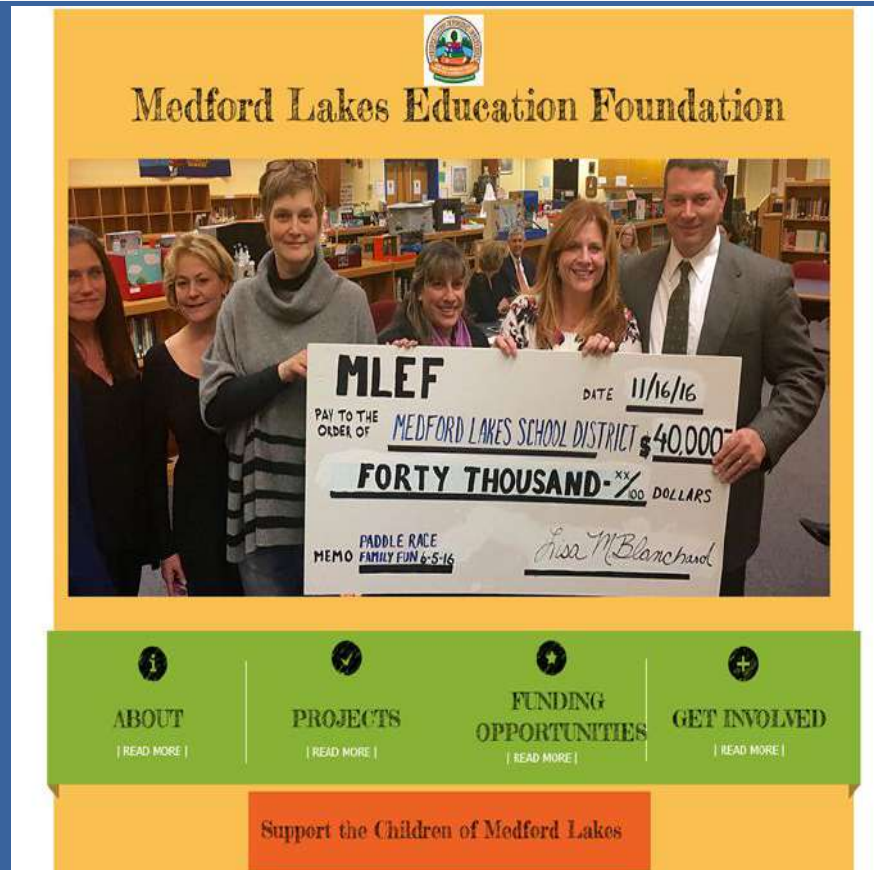 Medford Lakes Education Foundation
MLEF
DATE 11/16/16
PAY TO THE
ORDER OF MEDFORD LAKES SCHOOL DISTRICT $40,000
FORTY THOUSAND- xx/100 DOLLARS
PADDLE RACE
MEMO FAMILY FUN 6-5-16
Lisa M Blanchard
ABOUT
| READ MORE |
PROJECTS
| READ MORE |
FUNDING
OPPORTUNITIES
| READ MORE |
GET INVOLVED
| READ MORE |
Support the Children of Medford Lakes